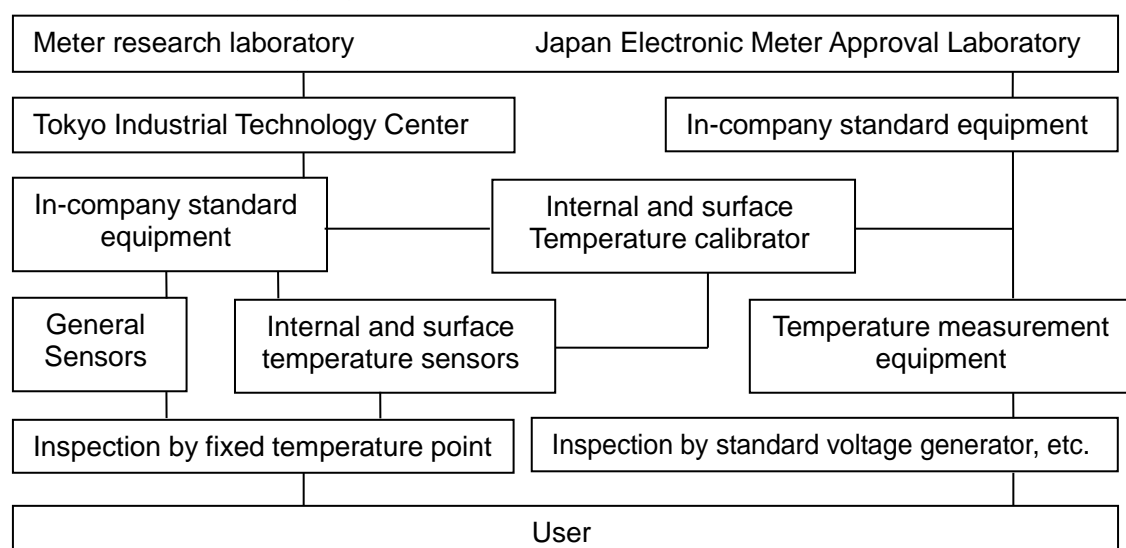 Meter research laboratory
Japan Electronic Meter Approval Laboratory
Tokyo Industrial Technology Center
In-company standard equipment
In-company standard
equipment
Internal and surface
Temperature calibrator
General
Sensors
Internal and surface
temperature sensors
Temperature measurement
equipment
Inspection by fixed temperature point
Inspection by standard voltage generator, etc.
User